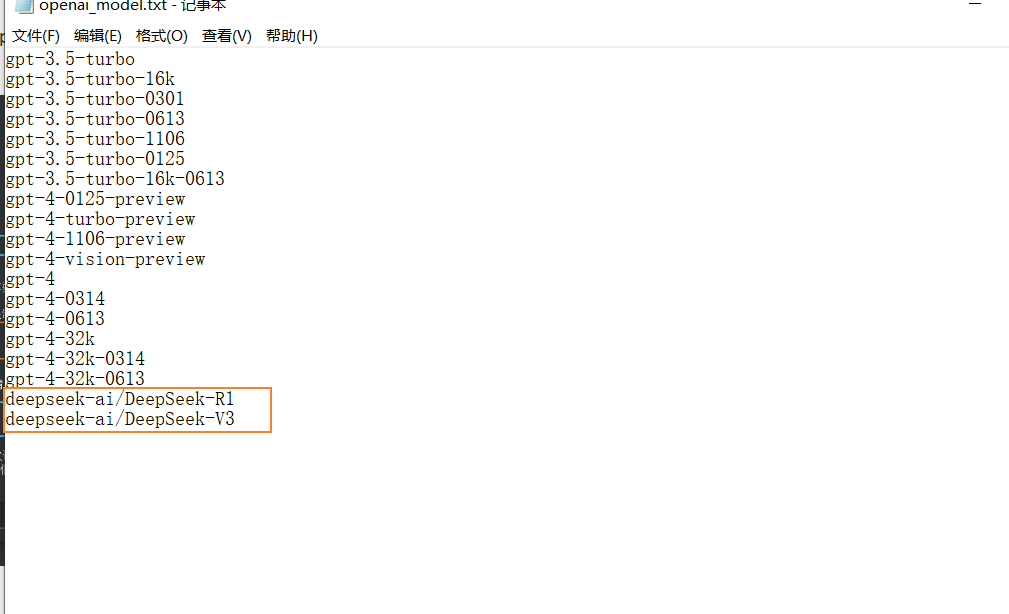 openai_model.txt - 记事本
文件(F) 编辑(E) 格式(O) 查看(V) 帮助(H)
gpt-3.5-turbo
gpt-3.5-turbo-16k
gpt-3.5-turbo-0301
gpt-3.5-turbo-0613
gpt-3.5-turbo-1106
gpt-3.5-turbo-0125
gpt-3.5-turbo-16k-0613
gpt-4-0125-preview
gpt-4-turbo-preview
gpt-4-1106-preview
gpt-4-vision-preview
gpt-4
gpt-4-0314
gpt-4-0613
gpt-4-32k
gpt-4-32k-0314
gpt-4-32k-0613
deepseek-ai/DeepSeek-R1
deepseek-ai/DeepSeek-V3